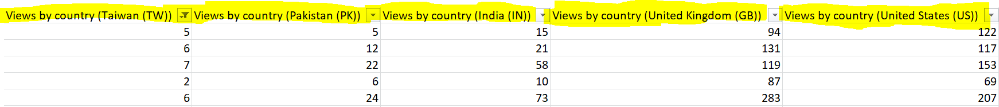 Views by country (Taiwan (TW)) Views by country (Pakistan (PK)) Views by country (India (IN)) Views by country (United Kingdom (GB)) Views by country (United States (US))
5 5 15 94 122
6 12 21 131 117
7 22 58 119 153
2 6 10 87 69
6 24 73 283 207